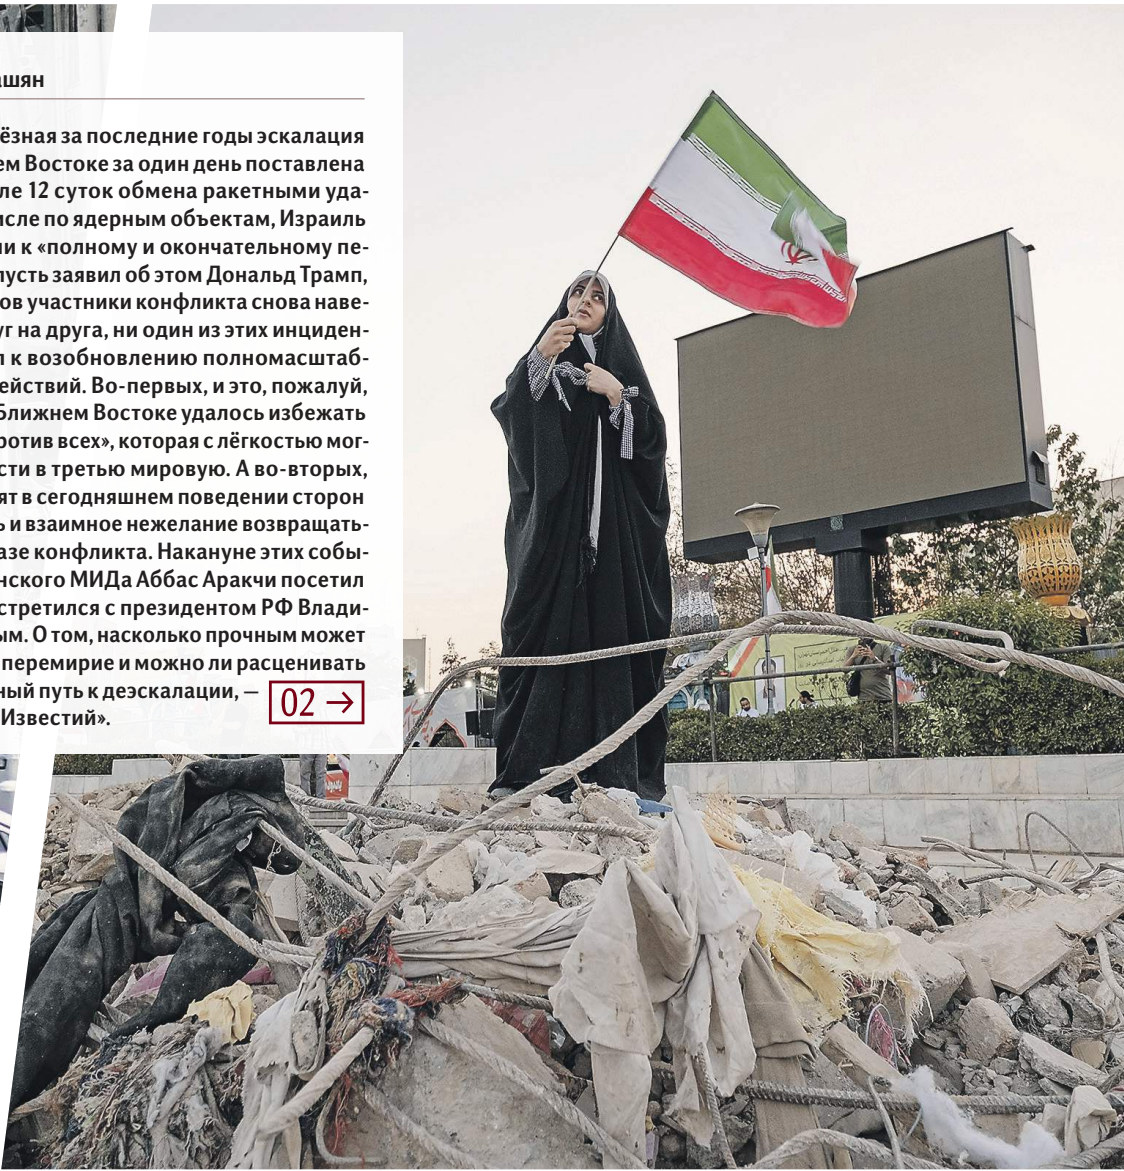 ашян
ёзная за последние годы эскалация
ем Востоке за один день поставлена
ле 12 суток обмена ракетными уда-
исле по ядерным объектам, Израиль
ли к «полному и окончательному пе-
пусть заявил об этом Дональд Трамп,
ов участники конфликта снова наве-
уг на друга, ни один из этих инциден-
л к возобновлению полномасштаб-
ействий. Во-первых, и это, пожалуй,
Ближнем Востоке удалось избежать
ротив всех», которая с лёгкостью мог-
сти в третью мировую. А во-вторых,
ят в сегодняшнем поведении сторон
ь и взаимное нежелание возвращать-
азе конфликта. Накануне этих собы-
нского МИДа Аббас Аракчи посетил
стретился с президентом РФ Влади-
ым. О том, насколько прочным может
перемирие и можно ли расценивать
ный путь к деэскалации, —
02 →
Известий».